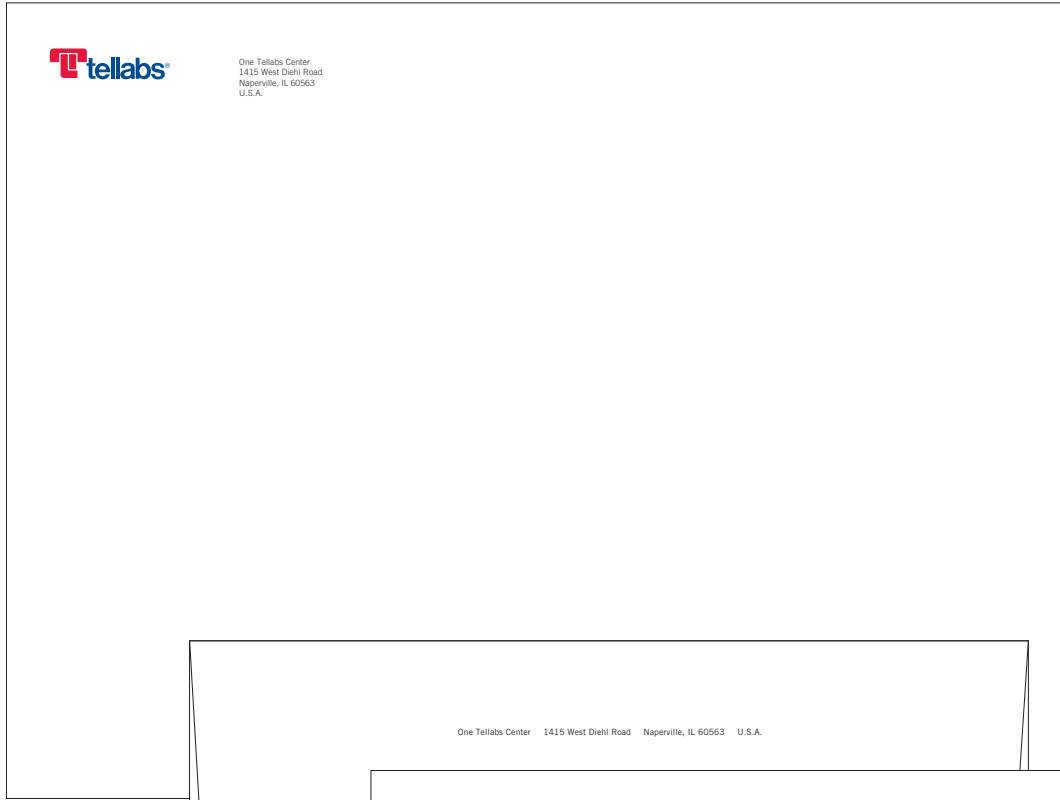 tellabs®
One Tellabs Center
1415 West Diehl Road
Naperville, IL 60563
U.S.A.
One Tellabs Center 1415 West Diehl Road Naperville, IL 60563 U.S.A.